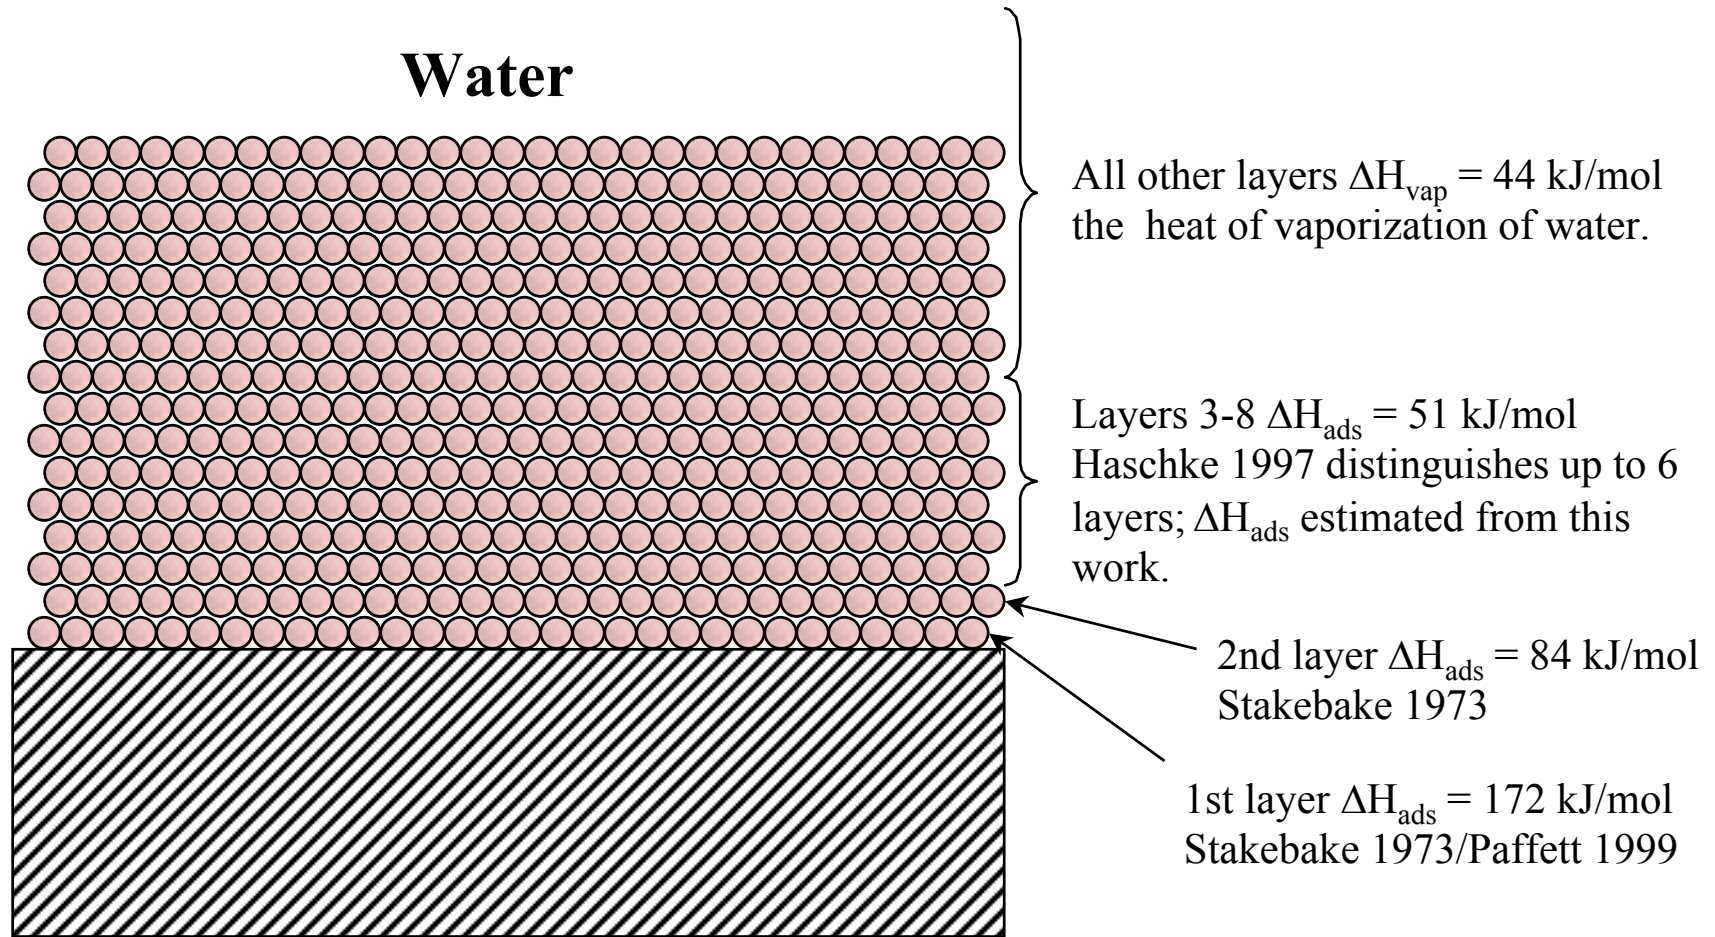 Water
All other layers ΔHvap = 44 kJ/mol
the heat of vaporization of water.
Layers 3-8 ΔHads = 51 kJ/mol
Haschke 1997 distinguishes up to 6
layers; ΔHads estimated from this
work.
2nd layer ΔHads = 84 kJ/mol
Stakebake 1973
1st layer ΔHads = 172 kJ/mol
Stakebake 1973/Paffett 1999